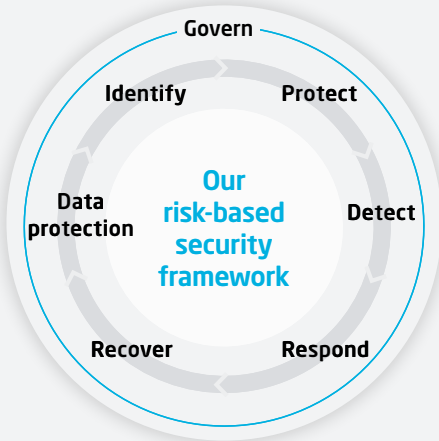 Govern
Identify
Protect
Data
protection
Our
risk-based
security
framework
Detect
Recover
Respond